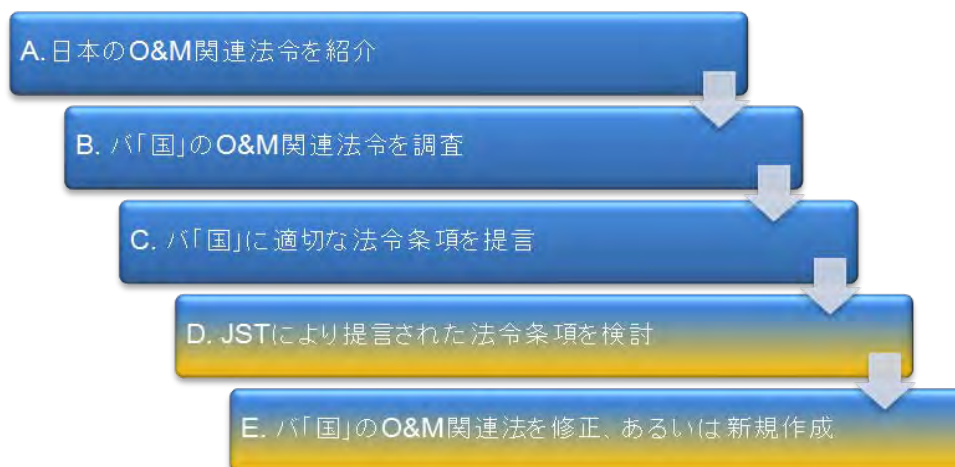 A. 日本のO&M関連法令を紹介
B. バ「国」のO&M関連法令を調査
C. バ「国」に適切な法令条項を提言
D. JSTにより提言された法令条項を検討
E. バ「国」のO&M関連法を修正、あるいは新規作成